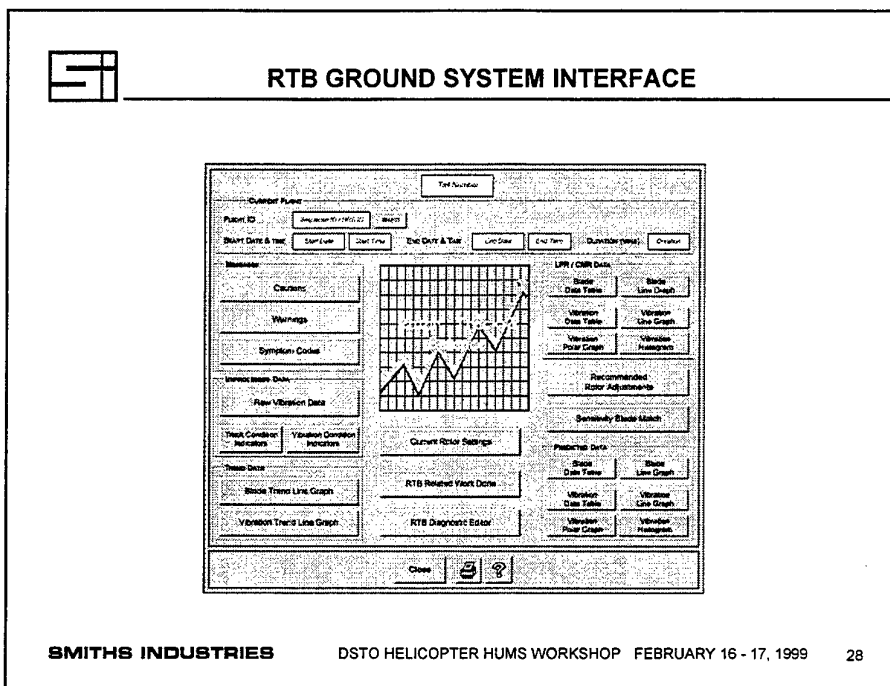 Si
RTB GROUND SYSTEM INTERFACE
Tail Number
CURRENT FLIGHT
FLIGHT ID
START DATE & TIME Start Date Start Time END DATE & TIME End Date End Time DURATION Duration
Cautions
Warnings
Symptom Codes
Raw Vibration Data
Track Condition Indicators
Vibration Condition Indicators
TREND DATA
Blade Trend Line Graph
Vibration Trend Line Graph
Current Rotor Settings
RTB Related Work Done
RTB Diagnostic Editor
DATA
Blade Data Table
Blade Line Graph
Vibration Data Table
Vibration Line Graph
Vibration Polar Graph
Vibration Histogram
Recommended Rotor Adjustments
Sensitivity Blade Match
PREDICTED DATA
Blade Data Table
Blade Line Graph
Vibration Data Table
Vibration Line Graph
Vibration Polar Graph
Vibration Histogram
Close
?
SMITHS INDUSTRIES DSTO HELICOPTER HUMS WORKSHOP FEBRUARY 16 - 17, 1999 28